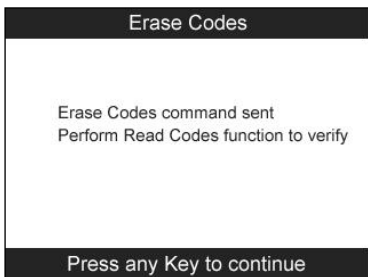 Erase Codes
Erase Codes command sent
Perform Read Codes function to verify
Press any Key to continue